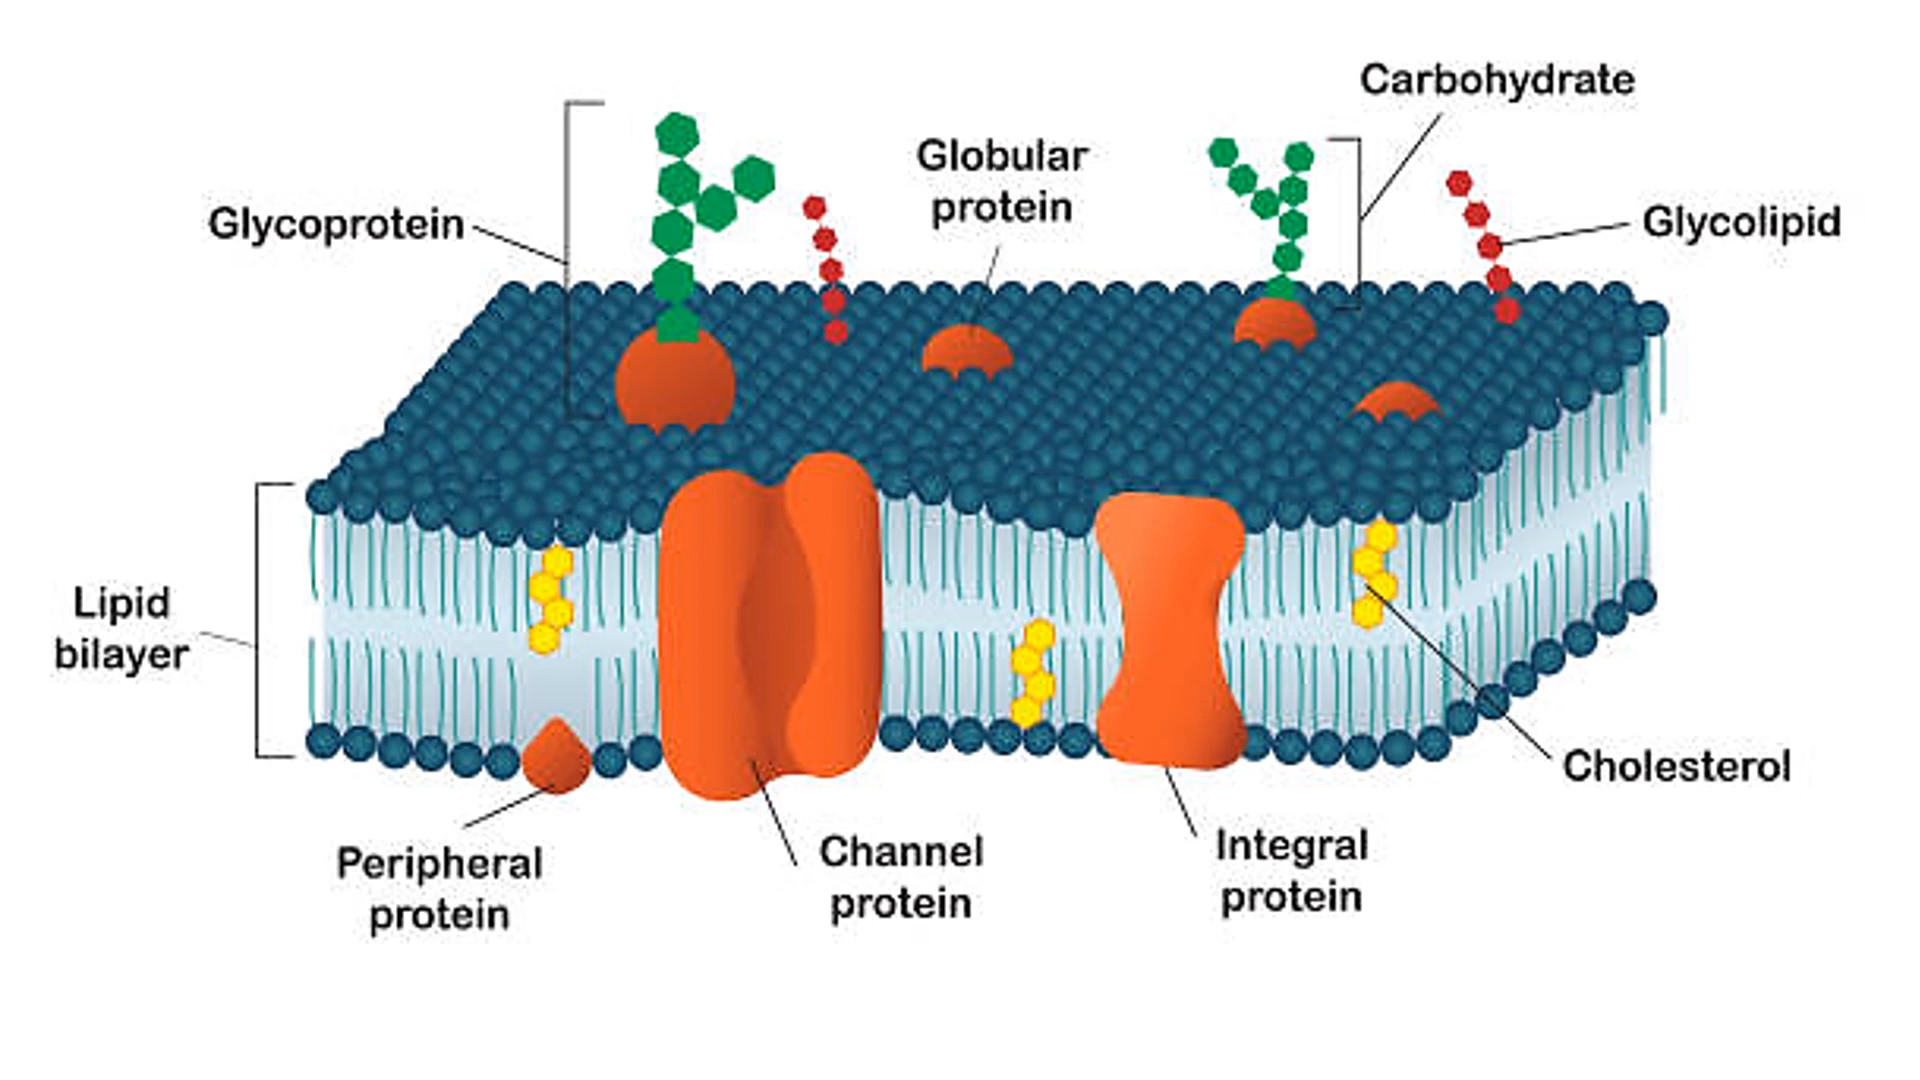 Carbohydrate
Globular
protein
Glycoprotein
Glycolipid
Lipid
bilayer
Cholesterol
Peripheral
protein
Channel
protein
Integral
protein